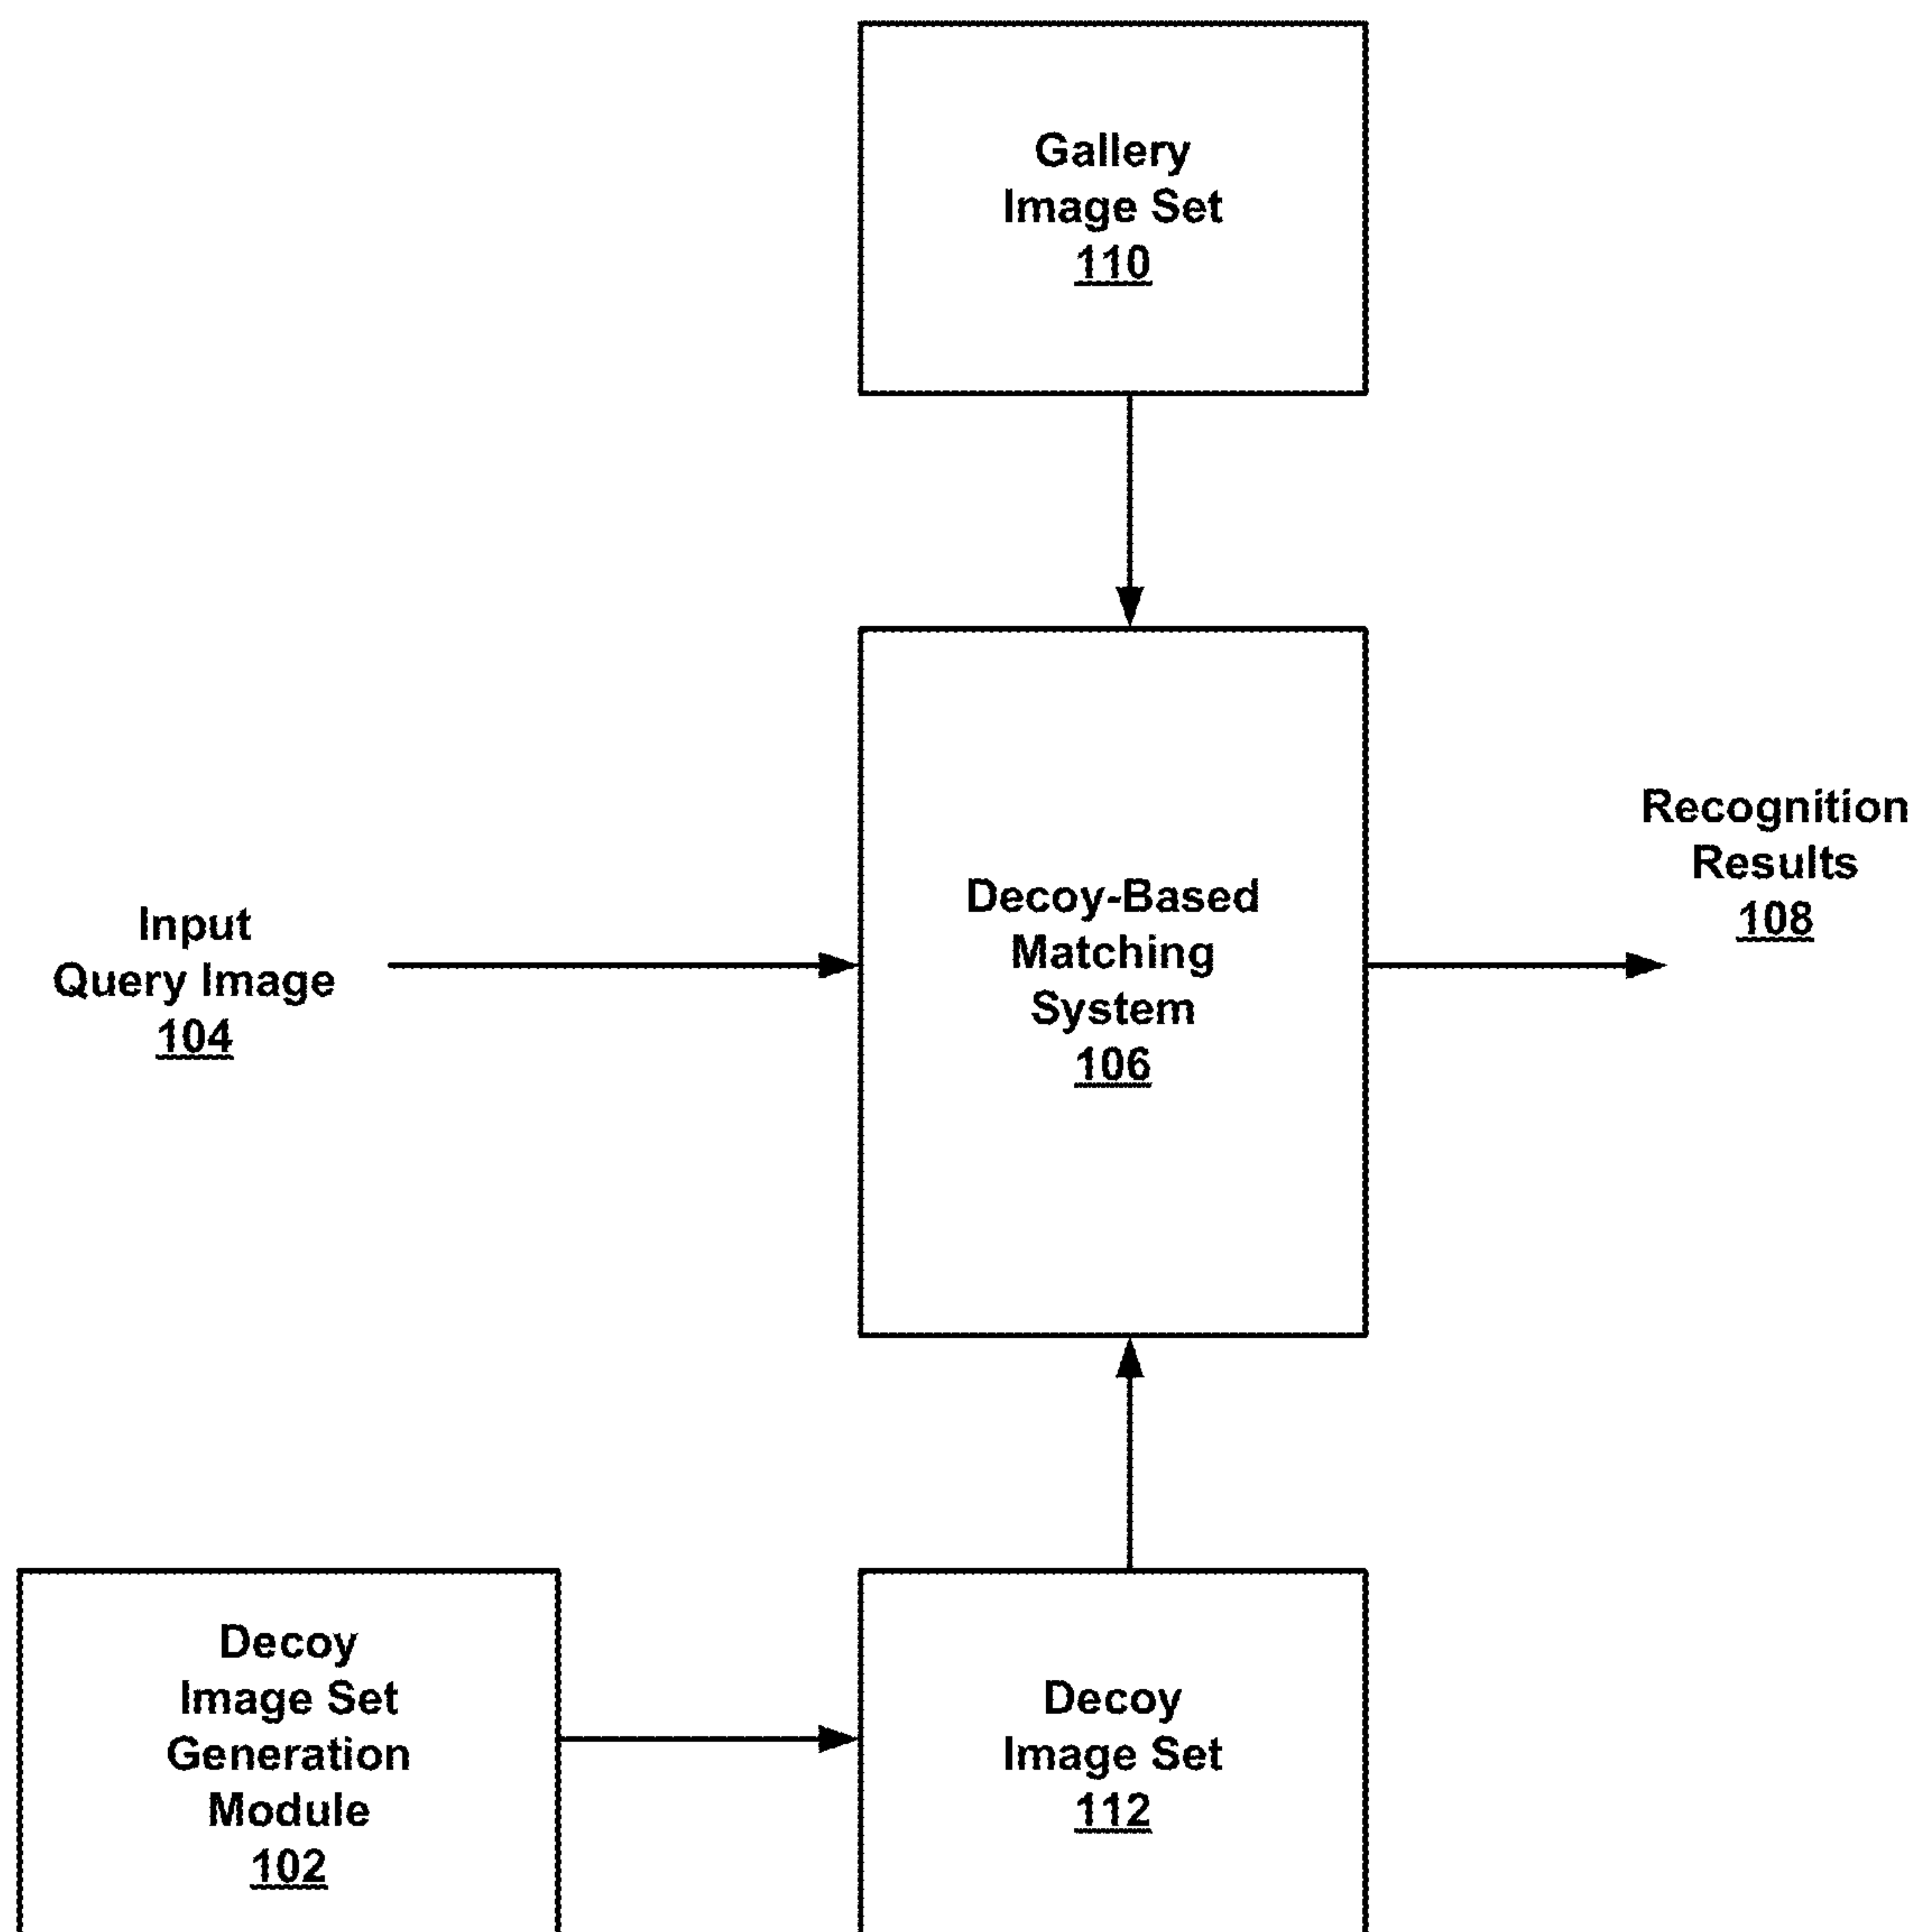 Gallery
Image Set
110
Input
Query Image
104
Decoy-Based
Matching
System
106
Recognition
Results
108
Decoy
Image Set
Generation
Module
102
Decoy
Image Set
112